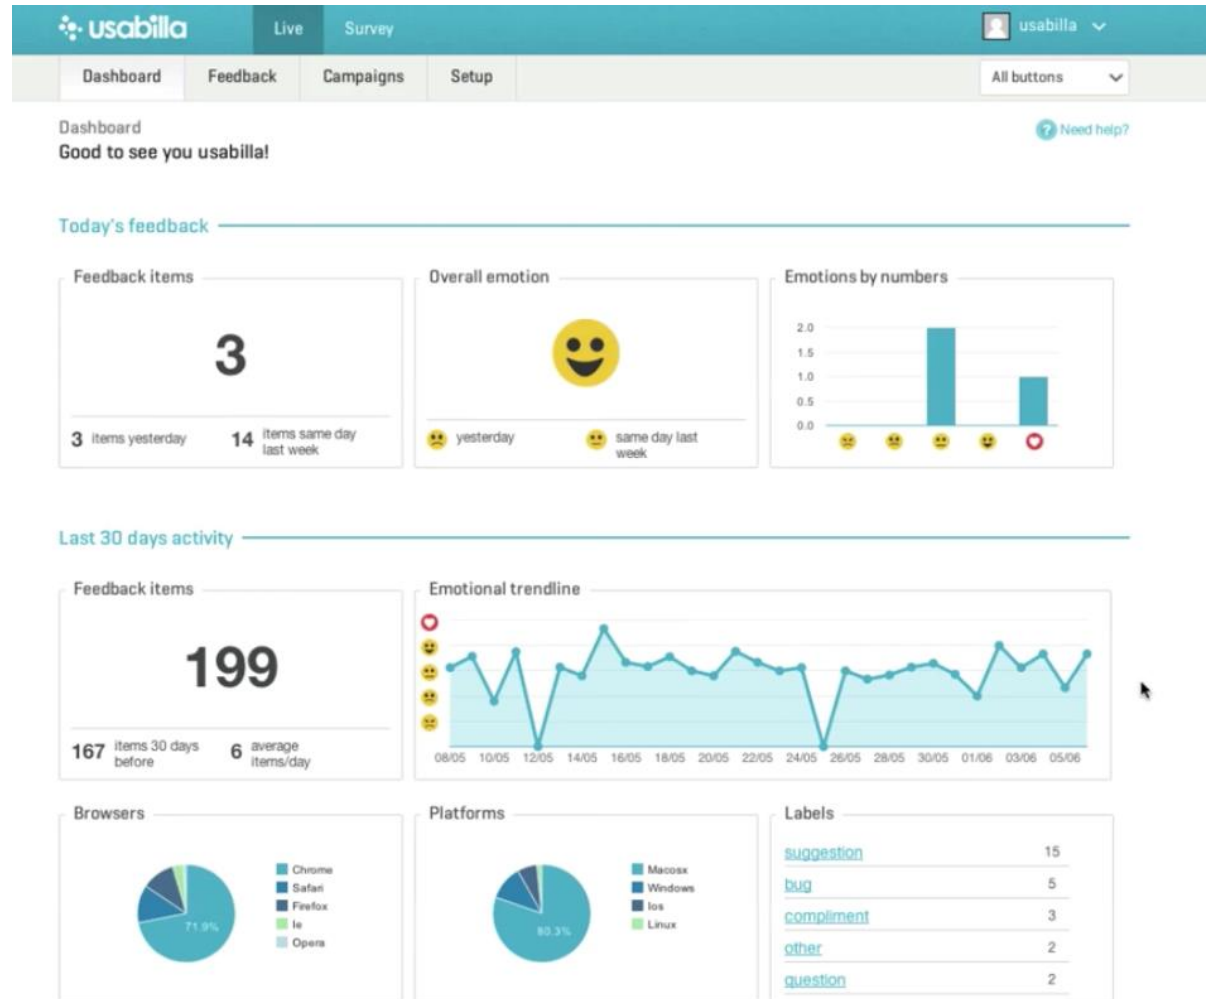 usabilla
Live
Survey
usabilla
Dashboard
Feedback
Campaigns
Setup
All buttons
Dashboard
Need help?
Good to see you usabilla!
Today's feedback
Feedback items
3
3 items yesterday
14 items same day
last week
Overall emotion
yesterday
same day last
week
Emotions by numbers
2.0
1.5
1.0
0.5
0.0
Last 30 days activity
Feedback items
199
167 items 30 days
before
6 average
items/day
Emotional trendline
08/05 10/05 12/05 14/05 16/05 18/05 20/05 22/05 24/05 26/05 28/05 30/05 01/06 03/06 05/06
Browsers
71.9%
Chrome
Safari
Firefox
Ie
Opera
Platforms
80.3%
Macosx
Windows
Ios
Linux
Labels
suggestion 15
bug 5
compliment 3
other 2
question 2